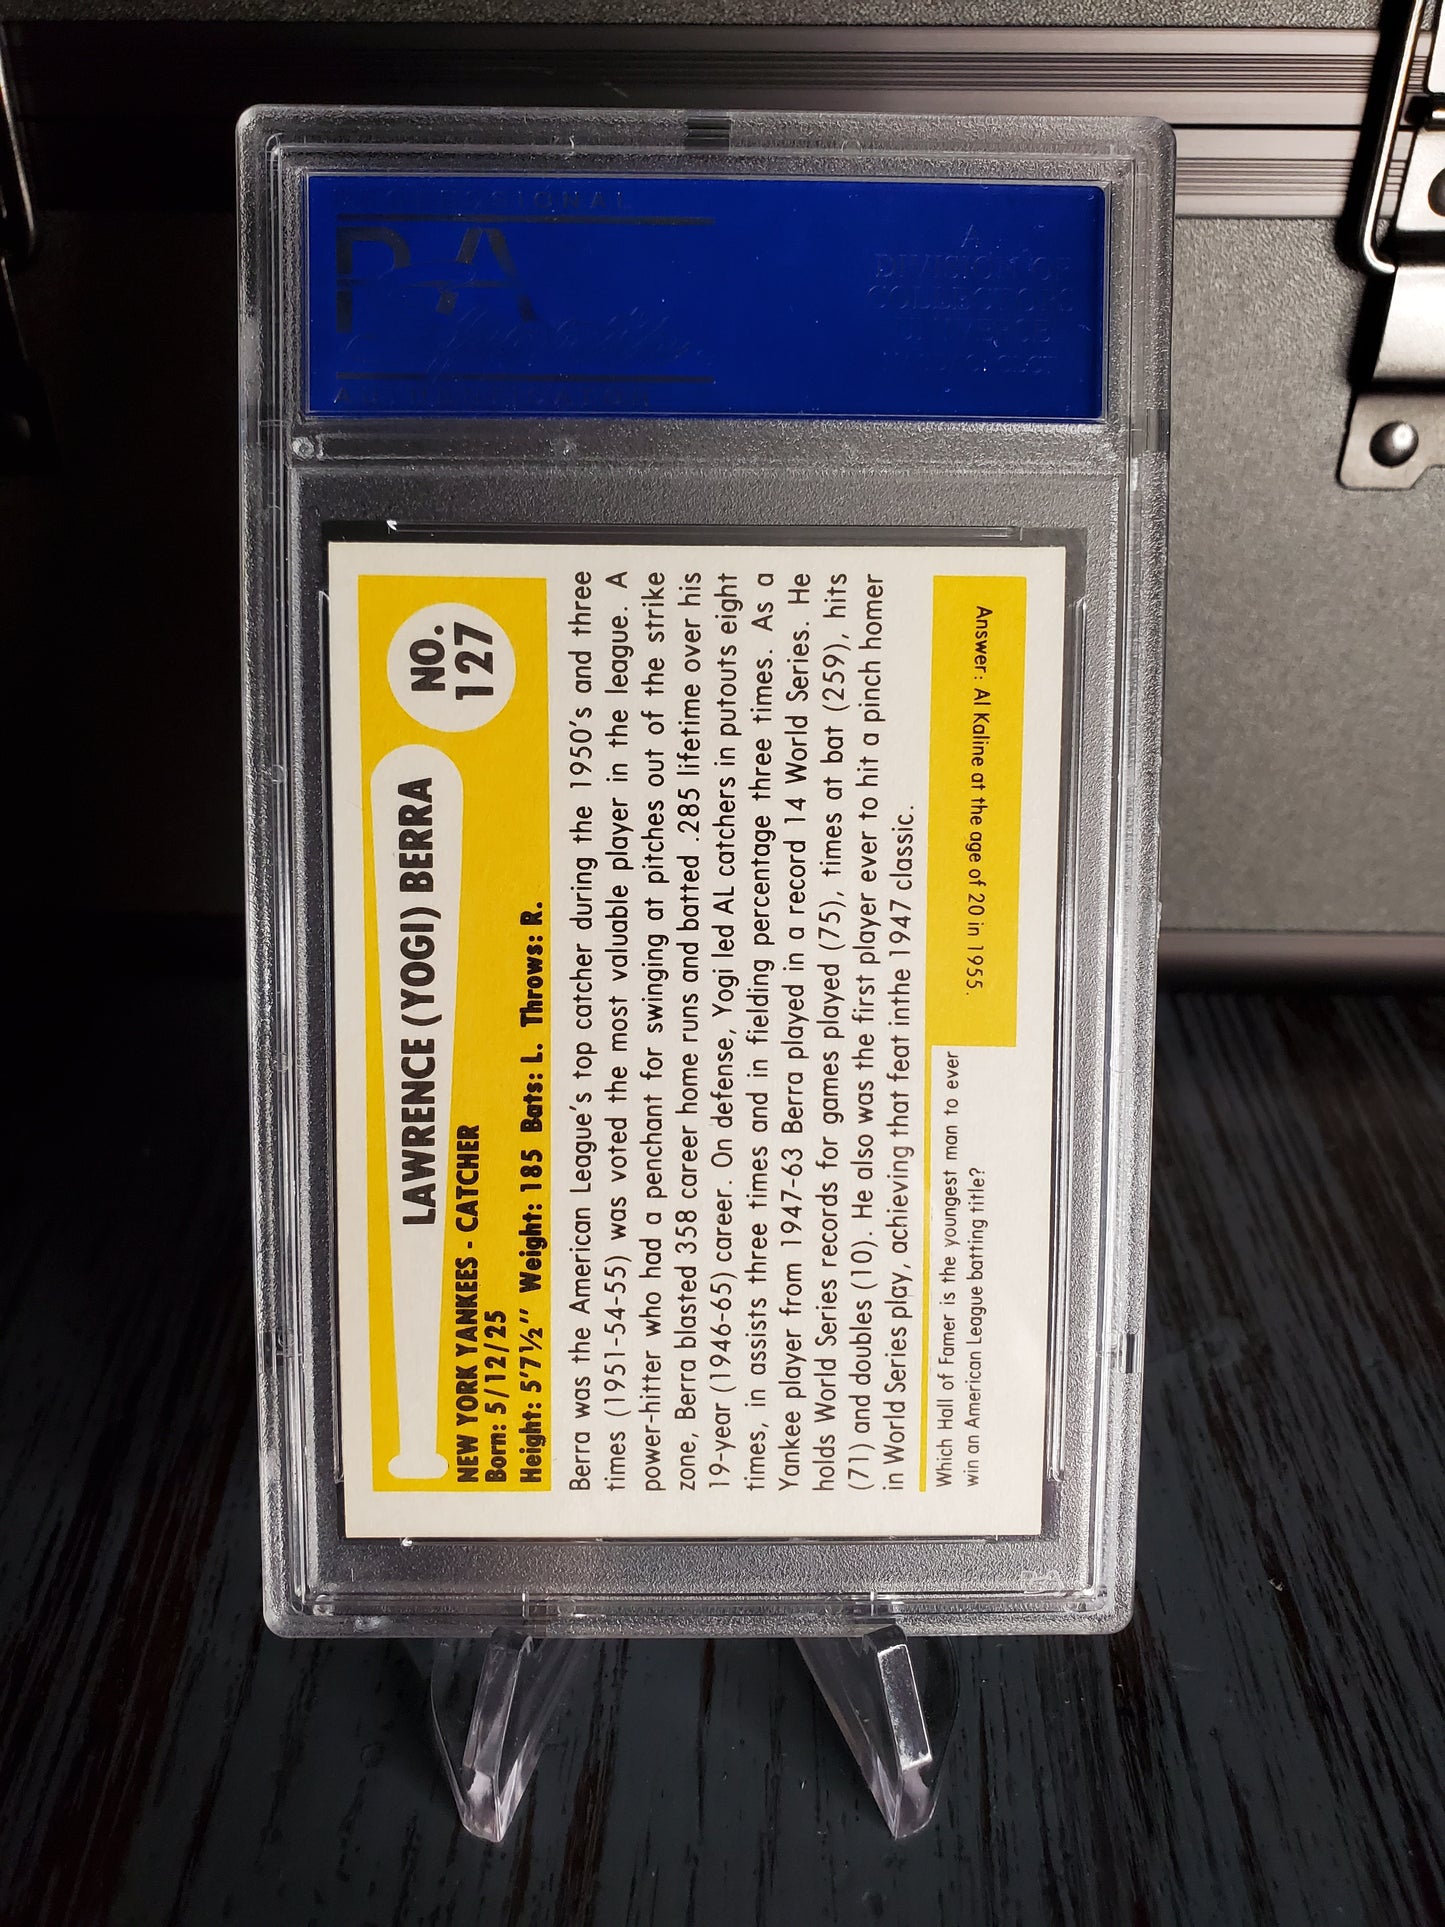 PSA
DIVISION OF
COLLECTORS
UNIVERSE
NO.
127
LAWRENCE (YOGI) BERRA
NEW YORK YANKEES - CATCHER
Born: 5/12/25
Height: 5'7½" Weight: 185 Bats: L. Throws: R.
Berra was the American League's top catcher during the 1950's and three
times (1951-54-55) was voted the most valuable player in the league. A
power-hitter who had a penchant for swinging at pitches out of the strike
zone, Berra blasted 358 career home runs and batted .285 lifetime over his
19-year (1946-65) career. On defense, Yogi led AL catchers in putouts eight
times, in assists three times and in fielding percentage three times. As a
Yankee player from 1947-63 Berra played in a record 14 World Series. He
holds World Series records for games played (75), times at bat (259), hits
(71) and doubles (10). He also was the first player ever to hit a pinch homer
in World Series play, achieving that feat inthe 1947 classic.
Which Hall of Famer is the youngest man to ever
win an American League batting title?
Answer: Al Kaline at the age of 20 in 1955.